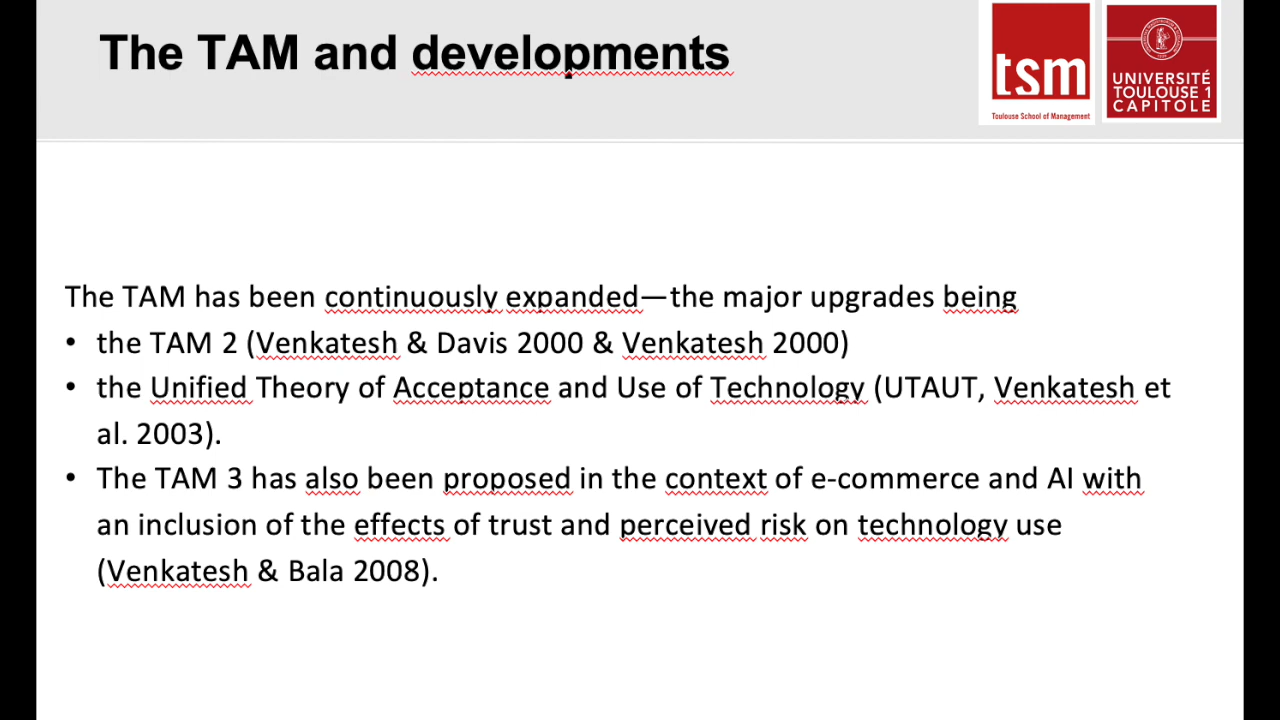 The TAM and developments
tsm
Toulouse School of Management
UNIVERSITÉ
TOULOUSE 1
CAPITOLE
The TAM has been continuously expanded—the major upgrades being
• the TAM 2 (Venkatesh & Davis 2000 & Venkatesh 2000)
• the Unified Theory of Acceptance and Use of Technology (UTAUT, Venkatesh et
al. 2003).
• The TAM 3 has also been proposed in the context of e-commerce and AI with
an inclusion of the effects of trust and perceived risk on technology use
(Venkatesh & Bala 2008).